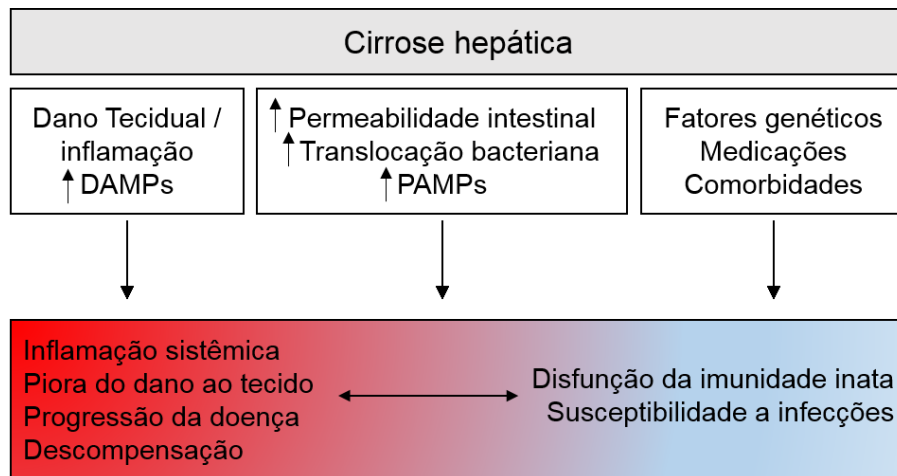 Cirrose hepática
Dano Tecidual /
inflamação
↑ DAMPs
↑ Permeabilidade intestinal
↑ Translocação bacteriana
↑ PAMPs
Fatores genéticos
Medicações
Comorbidades
Inflamação sistêmica
Piora do dano ao tecido
Progressão da doença
Descompensação
Disfunção da imunidade inata
Susceptibilidade a infecções